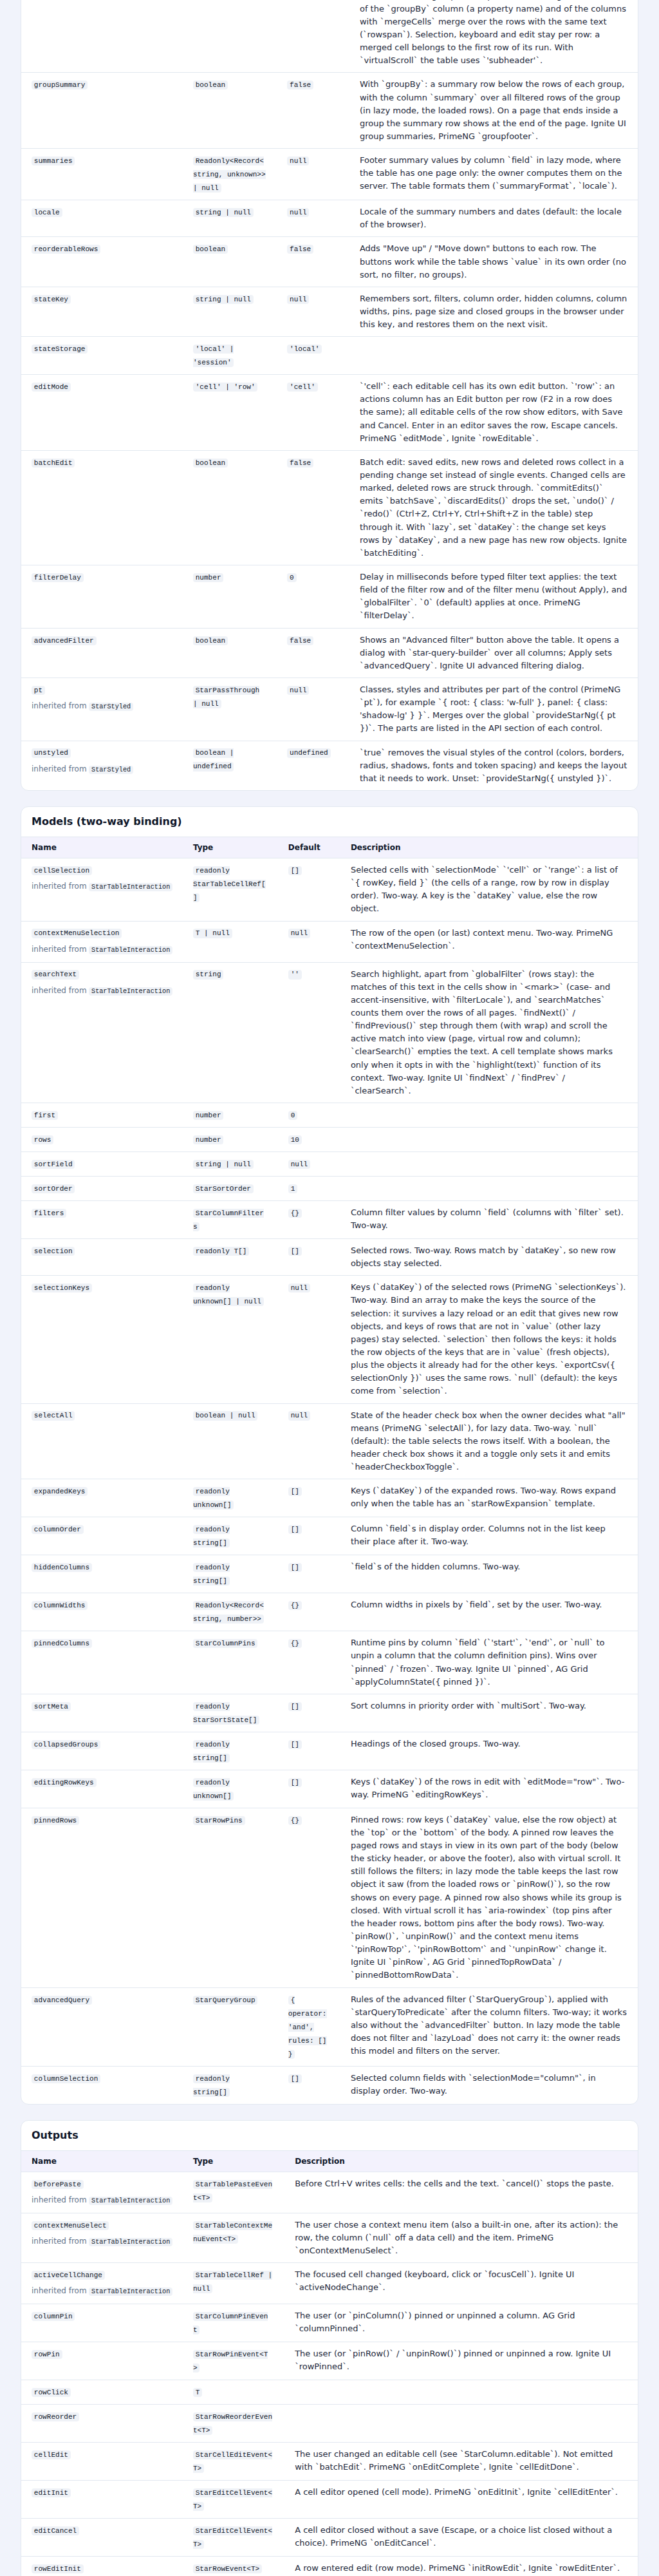 of the `groupBy` column (a property name) and of the columns
with `mergeCells` merge over the rows with the same text
(`rowspan`). Selection, keyboard and edit stay per row: a
merged cell belongs to the first row of its run. With
`virtualScroll` the table uses `'subheader'`.
groupSummary boolean false With `groupBy`: a summary row below the rows of each group,
with the column `summary` over all filtered rows of the group
(in lazy mode, the loaded rows). On a page that ends inside a
group the summary row shows at the end of the page. Ignite UI
group summaries, PrimeNG `groupfooter`.
summaries Readonly<Record< null Footer summary values by column `field` in lazy mode, where
string, unknown>> the table has one page only: the owner computes them on the
| null server. The table formats them (`summaryFormat`, `locale`).
locale string | null null Locale of the summary numbers and dates (default: the locale
of the browser).
reorderableRows boolean false Adds "Move up" / "Move down" buttons to each row. The
buttons work while the table shows `value` in its own order (no
sort, no filter, no groups).
stateKey string | null null Remembers sort, filters, column order, hidden columns, column
widths, pins, page size and closed groups in the browser under
this key, and restores them on the next visit.
stateStorage 'local' | 'local'
'session'
editMode 'cell' | 'row' 'cell' `'cell'`: each editable cell has its own edit button. `'row'`: an
actions column has an Edit button per row (F2 in a row does
the same); all editable cells of the row show editors, with Save
and Cancel. Enter in an editor saves the row, Escape cancels.
PrimeNG `editMode`, Ignite `rowEditable`.
batchEdit boolean false Batch edit: saved edits, new rows and deleted rows collect in a
pending change set instead of single events. Changed cells are
marked, deleted rows are struck through. `commitEdits()`
emits `batchSave`, `discardEdits()` drops the set, `undo()` /
`redo()` (Ctrl+Z, Ctrl+Y, Ctrl+Shift+Z in the table) step
through it. With `lazy`, set `dataKey`: the change set keys
rows by `dataKey`, and a new page has new row objects. Ignite
`batchEditing`.
filterDelay number 0 Delay in milliseconds before typed filter text applies: the text
field of the filter row and of the filter menu (without Apply), and
`globalFilter`. `0` (default) applies at once. PrimeNG
`filterDelay`.
advancedFilter boolean false Shows an "Advanced filter" button above the table. It opens a
dialog with `star-query-builder` over all columns; Apply sets
`advancedQuery`. Ignite UI advanced filtering dialog.
pt StarPassThrough null Classes, styles and attributes per part of the control (PrimeNG
inherited from StarStyled | null `pt`), for example `{ root: { class: 'w-full' }, panel: { class:
'shadow-lg' } }`. Merges over the global `provideStarNg({ pt
})`. The parts are listed in the API section of each control.
unstyled boolean | undefined `true` removes the visual styles of the control (colors, borders,
inherited from StarStyled undefined radius, shadows, fonts and token spacing) and keeps the layout
that it needs to work. Unset: `provideStarNg({ unstyled })`.
Models (two-way binding)
Name Type Default Description
cellSelection readonly [] Selected cells with `selectionMode` `'cell'` or `'range'`: a list of
inherited from StarTableInteraction StarTableCellRef[ `{ rowKey, field }` (the cells of a range, row by row in display
] order). Two-way. A key is the `dataKey` value, else the row
object.
contextMenuSelection T | null null The row of the open (or last) context menu. Two-way. PrimeNG
inherited from StarTableInteraction `contextMenuSelection`.
searchText string '' Search highlight, apart from `globalFilter` (rows stay): the
inherited from StarTableInteraction matches of this text in the cells show in `<mark>` (case- and
accent-insensitive, with `filterLocale`), and `searchMatches`
counts them over the rows of all pages. `findNext()` /
`findPrevious()` step through them (with wrap) and scroll the
active match into view (page, virtual row and column);
`clearSearch()` empties the text. A cell template shows marks
only when it opts in with the `highlight(text)` function of its
context. Two-way. Ignite UI `findNext` / `findPrev` /
`clearSearch`.
first number 0
rows number 10
sortField string | null null
sortOrder StarSortOrder 1
filters StarColumnFilter {} Column filter values by column `field` (columns with `filter` set).
s Two-way.
selection readonly T[] [] Selected rows. Two-way. Rows match by `dataKey`, so new row
objects stay selected.
selectionKeys readonly null Keys (`dataKey`) of the selected rows (PrimeNG `selectionKeys`).
unknown[] | null Two-way. Bind an array to make the keys the source of the
selection: it survives a lazy reload or an edit that gives new row
objects, and keys of rows that are not in `value` (other lazy
pages) stay selected. `selection` then follows the keys: it holds
the row objects of the keys that are in `value` (fresh objects),
plus the objects it already had for the other keys. `exportCsv({
selectionOnly })` uses the same rows. `null` (default): the keys
come from `selection`.
selectAll boolean | null null State of the header check box when the owner decides what "all"
means (PrimeNG `selectAll`), for lazy data. Two-way. `null`
(default): the table selects the rows itself. With a boolean, the
header check box shows it and a toggle only sets it and emits
`headerCheckboxToggle`.
expandedKeys readonly [] Keys (`dataKey`) of the expanded rows. Two-way. Rows expand
unknown[] only when the table has an `starRowExpansion` template.
columnOrder readonly [] Column `field`s in display order. Columns not in the list keep
string[] their place after it. Two-way.
hiddenColumns readonly [] `field`s of the hidden columns. Two-way.
string[]
columnWidths Readonly<Record< {} Column widths in pixels by `field`, set by the user. Two-way.
string, number>>
pinnedColumns StarColumnPins {} Runtime pins by column `field` (`'start'`, `'end'`, or `null` to
unpin a column that the column definition pins). Wins over
`pinned` / `frozen`. Two-way. Ignite UI `pinned`, AG Grid
`applyColumnState({ pinned })`.
sortMeta readonly [] Sort columns in priority order with `multiSort`. Two-way.
StarSortState[]
collapsedGroups readonly [] Headings of the closed groups. Two-way.
string[]
editingRowKeys readonly [] Keys (`dataKey`) of the rows in edit with `editMode="row"`. Two-
unknown[] way. PrimeNG `editingRowKeys`.
pinnedRows StarRowPins {} Pinned rows: row keys (`dataKey` value, else the row object) at
the `top` or the `bottom` of the body. A pinned row leaves the
paged rows and stays in view in its own part of the body (below
the sticky header, or above the footer), also with virtual scroll. It
still follows the filters; in lazy mode the table keeps the last row
object it saw (from the loaded rows or `pinRow()`), so the row
shows on every page. A pinned row also shows while its group is
closed. With virtual scroll it has `aria-rowindex` (top pins after
the header rows, bottom pins after the body rows). Two-way.
`pinRow()`, `unpinRow()` and the context menu items
`'pinRowTop'`, `'pinRowBottom'` and `'unpinRow'` change it.
Ignite UI `pinRow`, AG Grid `pinnedTopRowData` /
`pinnedBottomRowData`.
advancedQuery StarQueryGroup { Rules of the advanced filter (`StarQueryGroup`), applied with
operator: `starQueryToPredicate` after the column filters. Two-way; it works
'and', also without the `advancedFilter` button. In lazy mode the table
rules: [] does not filter and `lazyLoad` does not carry it: the owner reads
} this model and filters on the server.
columnSelection readonly [] Selected column fields with `selectionMode="column"`, in
string[] display order. Two-way.
Outputs
Name Type Description
beforePaste StarTablePasteEven Before Ctrl+V writes cells: the cells and the text. `cancel()` stops the paste.
inherited from StarTableInteraction t<T>
contextMenuSelect StarTableContextMe The user chose a context menu item (also a built-in one, after its action): the
inherited from StarTableInteraction nuEvent<T> row, the column (`null` off a data cell) and the item. PrimeNG
`onContextMenuSelect`.
activeCellChange StarTableCellRef | The focused cell changed (keyboard, click or `focusCell`). Ignite UI
inherited from StarTableInteraction null `activeNodeChange`.
columnPin StarColumnPinEven The user (or `pinColumn()`) pinned or unpinned a column. AG Grid
t `columnPinned`.
rowPin StarRowPinEvent<T The user (or `pinRow()` / `unpinRow()`) pinned or unpinned a row. Ignite UI
> `rowPinned`.
rowClick T
rowReorder StarRowReorderEven
t<T>
cellEdit StarCellEditEvent< The user changed an editable cell (see `StarColumn.editable`). Not emitted
T> with `batchEdit`. PrimeNG `onEditComplete`, Ignite `cellEditDone`.
editInit StarEditCellEvent< A cell editor opened (cell mode). PrimeNG `onEditInit`, Ignite `cellEditEnter`.
T>
editCancel StarEditCellEvent< A cell editor closed without a save (Escape, or a choice list closed without a
T> choice). PrimeNG `onEditCancel`.
rowEditInit StarRowEvent<T> A row entered edit (row mode). PrimeNG `initRowEdit`, Ignite `rowEditEnter`.